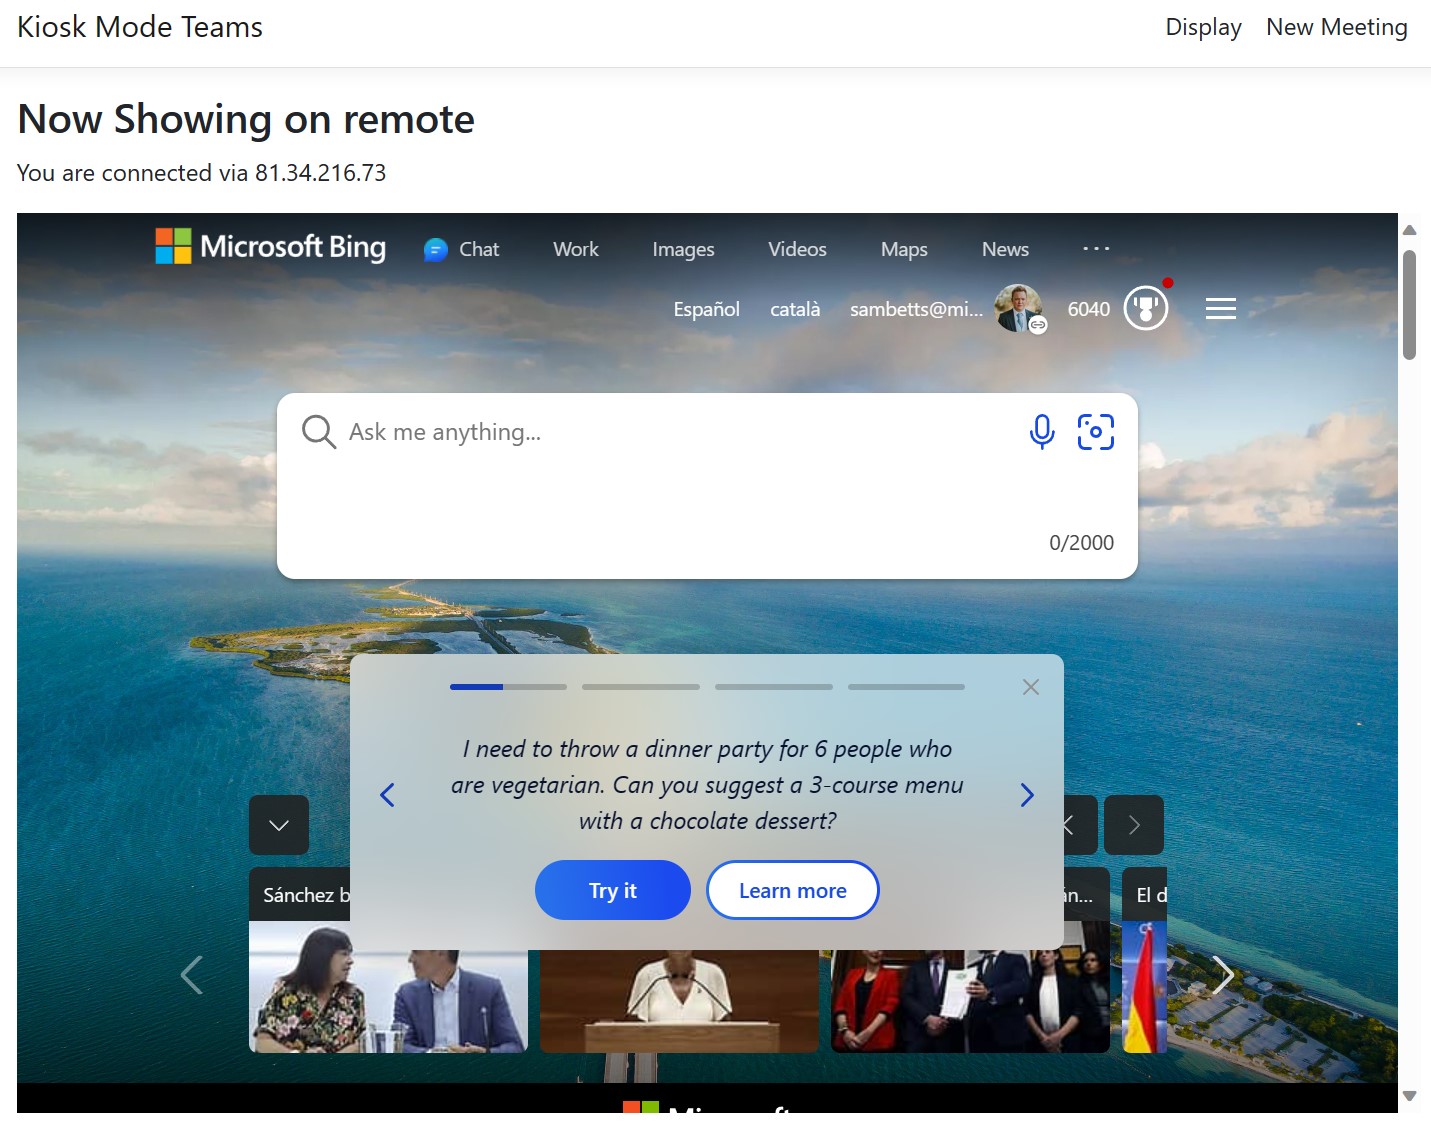 Kiosk Mode Teams
Display
New Meeting
Now Showing on remote
You are connected via 81.34.216.73
Microsoft Bing
Chat
Work
Images
Videos
Maps
News
...
Español
català
sambetts@mi...
6040
Ask me anything...
0/2000
I need to throw a dinner party for 6 people who
are vegetarian. Can you suggest a 3-course menu
with a chocolate dessert?
Try it
Learn more
Sánchez b
El d